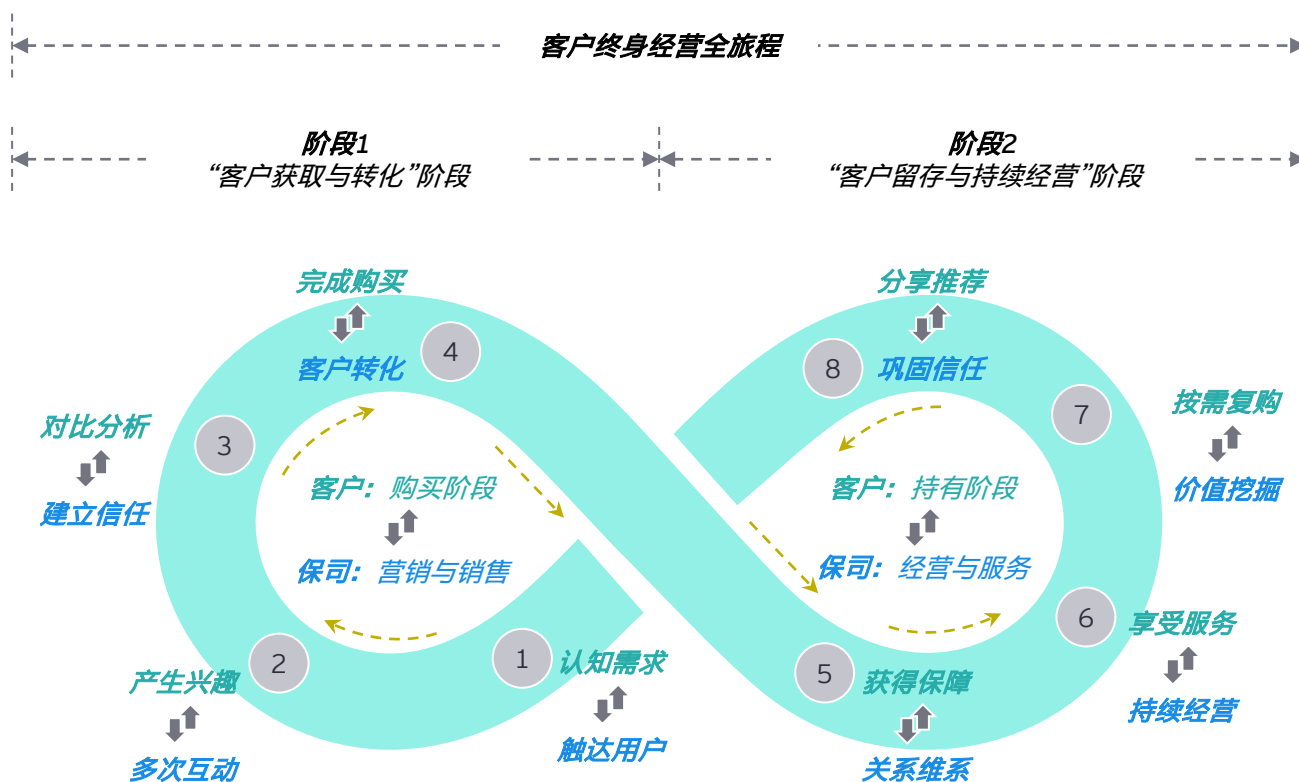 客户终身经营全旅程
阶段1
“客户获取与转化”阶段
阶段2
“客户留存与持续经营”阶段
完成购买
客户转化
4
对比分析
建立信任
3
客户：购买阶段
保司：营销与销售
产生兴趣
多次互动
2
1
认知需求
触达用户
分享推荐
巩固信任
8
7
按需复购
价值挖掘
客户：持有阶段
保司：经营与服务
6
享受服务
持续经营
5
获得保障
关系维系